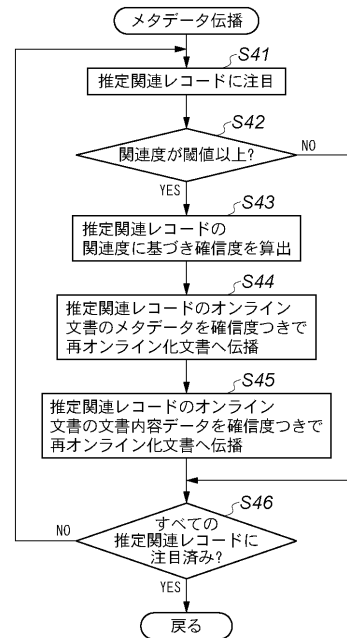 メタデータ伝播
S41
推定関連レコードに注目
S42
関連度が閾値以上?
NO
YES
S43
推定関連レコードの
関連度に基づき確信度を算出
S44
推定関連レコードのオンライン
文書のメタデータを確信度つきで
再オンライン化文書へ伝播
S45
推定関連レコードのオンライン
文書の文書内容データを確信度つきで
再オンライン化文書へ伝播
S46
すべての
推定関連レコードに
注目済み?
NO
YES
戻る